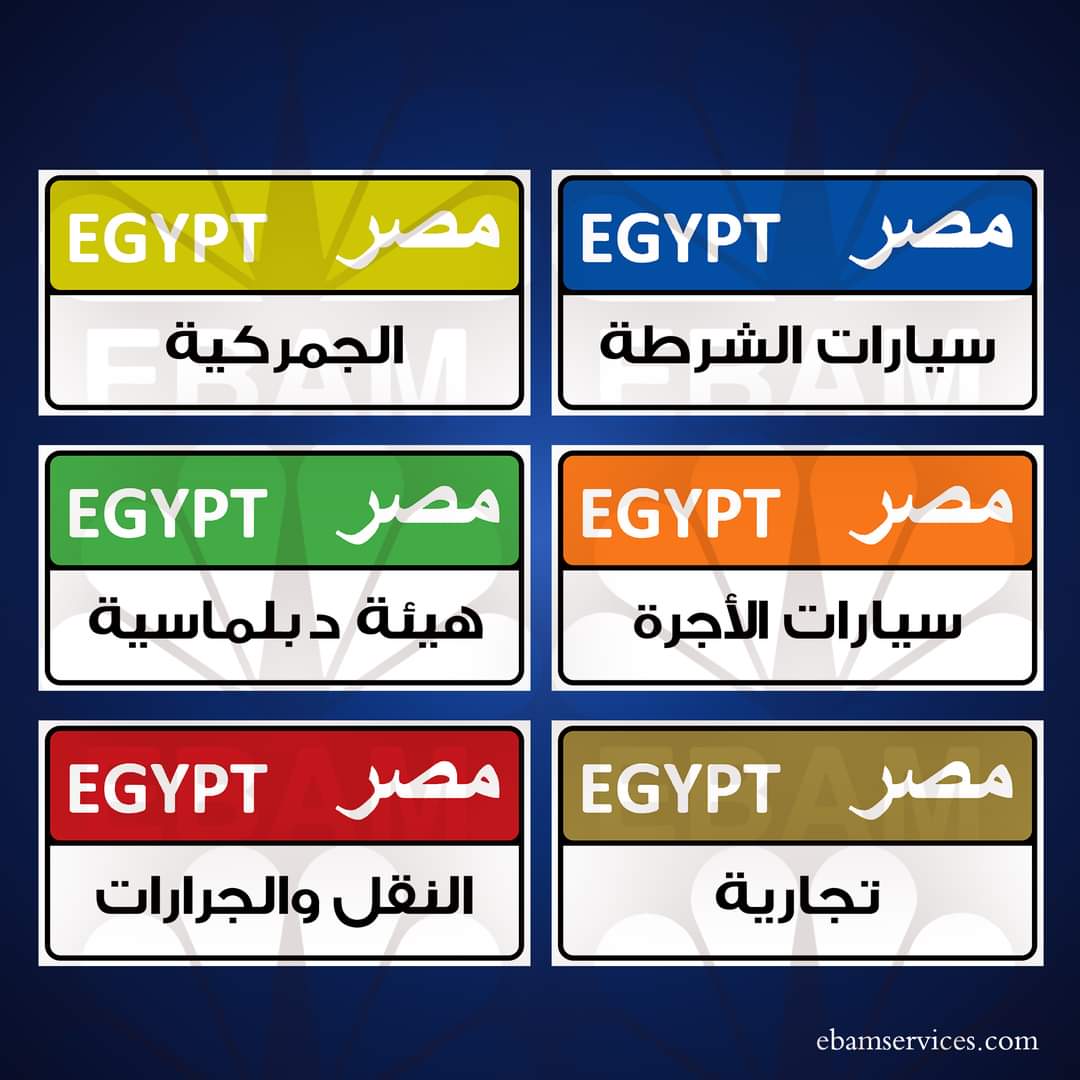 EGYPT مصر
الجمركية
EGYPT مصر
سيارات الشرطة
EGYPT مصر
هيئة دبلماسية
EGYPT مصر
سيارات الأجرة
EGYPT مصر
النقل والجرارات
EGYPT مصر
تجارية
EBAM
ebamservices.com